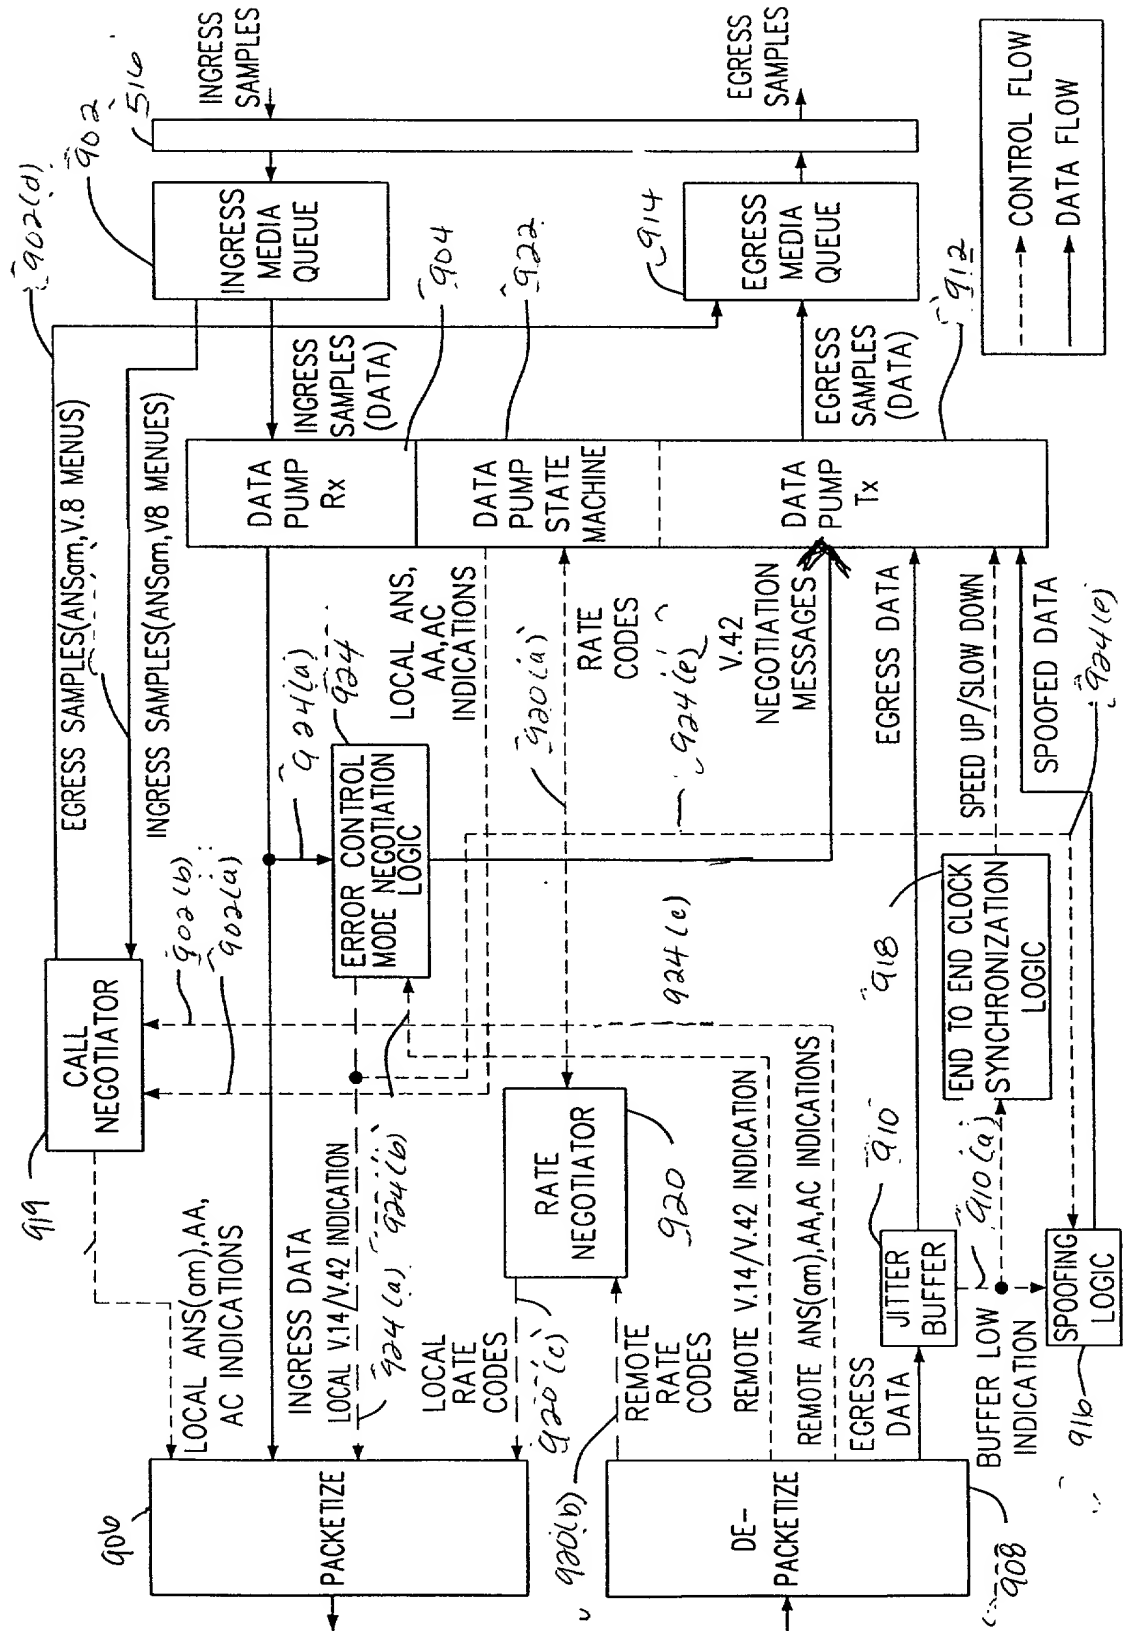 INGRESS
SAMPLES
EGRESS
SAMPLES
516
902
902(d)
INGRESS
MEDIA
QUEUE
904
922
914
EGRESS
MEDIA
QUEUE
912
CONTROL FLOW
DATA FLOW
EGRESS SAMPLES(ANSam,V.8 MENUS)
INGRESS SAMPLES(ANSam,V8 MENUES)
INGRESS
SAMPLES
(DATA)
EGRESS
SAMPLES
(DATA)
DATA
PUMP
Rx
DATA
PUMP
STATE
MACHINE
DATA
PUMP
Tx
902(b)
902(a)
924(a)
924
LOCAL ANS,
AA,AC
INDICATIONS
920(a)
RATE
CODES
924(e)
V.42
NEGOTIATION
MESSAGES
EGRESS DATA
SPEED UP/SLOW DOWN
SPOOFED DATA
924(e)
CALL
NEGOTIATOR
919
ERROR CONTROL
MODE NEGOTIATION
LOGIC
924(c)
918
END TO END CLOCK
SYNCHRONIZATION
LOGIC
LOCAL ANS(am),AA,
AC INDICATIONS
INGRESS DATA
LOCAL V.14/V.42 INDICATION
924(a)
924(b)
RATE
NEGOTIATOR
920
LOCAL
RATE
CODES
920(c)
REMOTE
RATE
CODES
920(b)
REMOTE V.14/V.42 INDICATION
REMOTE ANS(am),AA,AC INDICATIONS
910
JITTER
BUFFER
910(a)
EGRESS
DATA
BUFFER LOW
INDICATION
SPOOFING
LOGIC
916
906
PACKETIZE
DE-
PACKETIZE
908